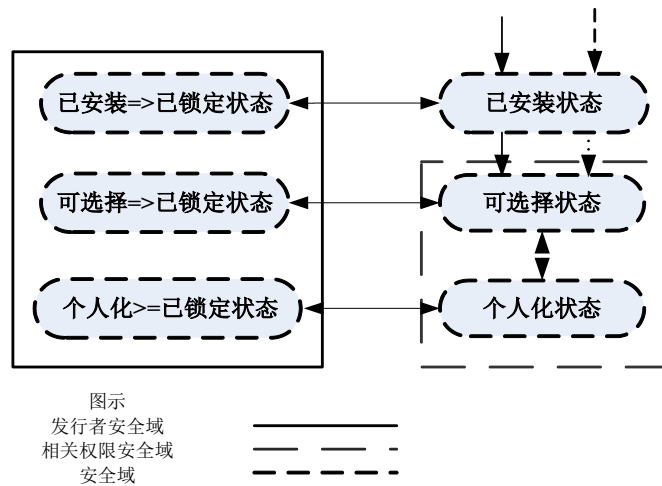 已安装=>已锁定状态
已安装状态
可选择=>已锁定状态
可选择状态
个人化>=已锁定状态
个人化状态
图示
发行者安全域
相关权限安全域
安全域